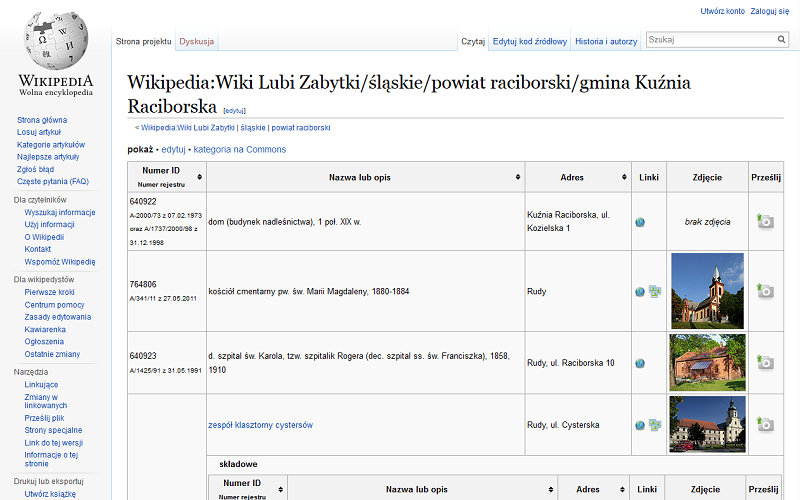 Utwórz konto Zaloguj się
WIKIPEDIA
Wolna encyklopedia
Strona projektu Dyskusja Czytaj Edytuj kod źródłowy Historia i autorzy Szukaj
Wikipedia:Wiki Lubi Zabytki/śląskie/powiat raciborski/gmina Kuźnia
Raciborska [edytuj]
< Wikipedia:Wiki Lubi Zabytki | śląskie | powiat raciborski
pokaż • edytuj • kategoria na Commons
Strona główna
Losuj artykuł
Kategorie artykułów
Najlepsze artykuły
Zgłoś błąd
Częste pytania (FAQ)
Dla czytelników
Wyszukaj informacje
Użyj informacji
O Wikipedii
Kontakt
Wspomóż Wikipedię
Dla wikipedystów
Pierwsze kroki
Centrum pomocy
Zasady edytowania
Kawiarenka
Ogłoszenia
Ostatnie zmiany
Narzędzia
Linkujące
Zmiany w
linkowanych
Prześlij plik
Strony specjalne
Link do tej wersji
Informacje o tej
stronie
Drukuj lub eksportuj
Utwórz książkę
Numer ID
Numer rejestru
Nazwa lub opis Adres Linki Zdjęcie Prześlij
640922
A-2000/73 z 07.02.1973
oraz A/1737/2000/98 z
31.12.1998
dom (budynek nadleśnictwa), 1 poł. XIX w.
Kuźnia Raciborska, ul.
Kozielska 1
brak zdjęcia
764806
A/341/11 z 27.05.2011
kościół cmentarny pw. św. Marii Magdaleny, 1880-1884
Rudy
640923
A/1425/91 z 31.05.1991
d. szpital św. Karola, tzw. szpitalik Rogera (dec. szpital ss. św. Franciszka), 1858,
1910
Rudy, ul. Raciborska 10
zespół klasztorny cystersów
Rudy, ul. Cysterska
składowe
Numer ID
Numer rejestru
Nazwa lub opis Adres Linki Zdjęcie Prześlij